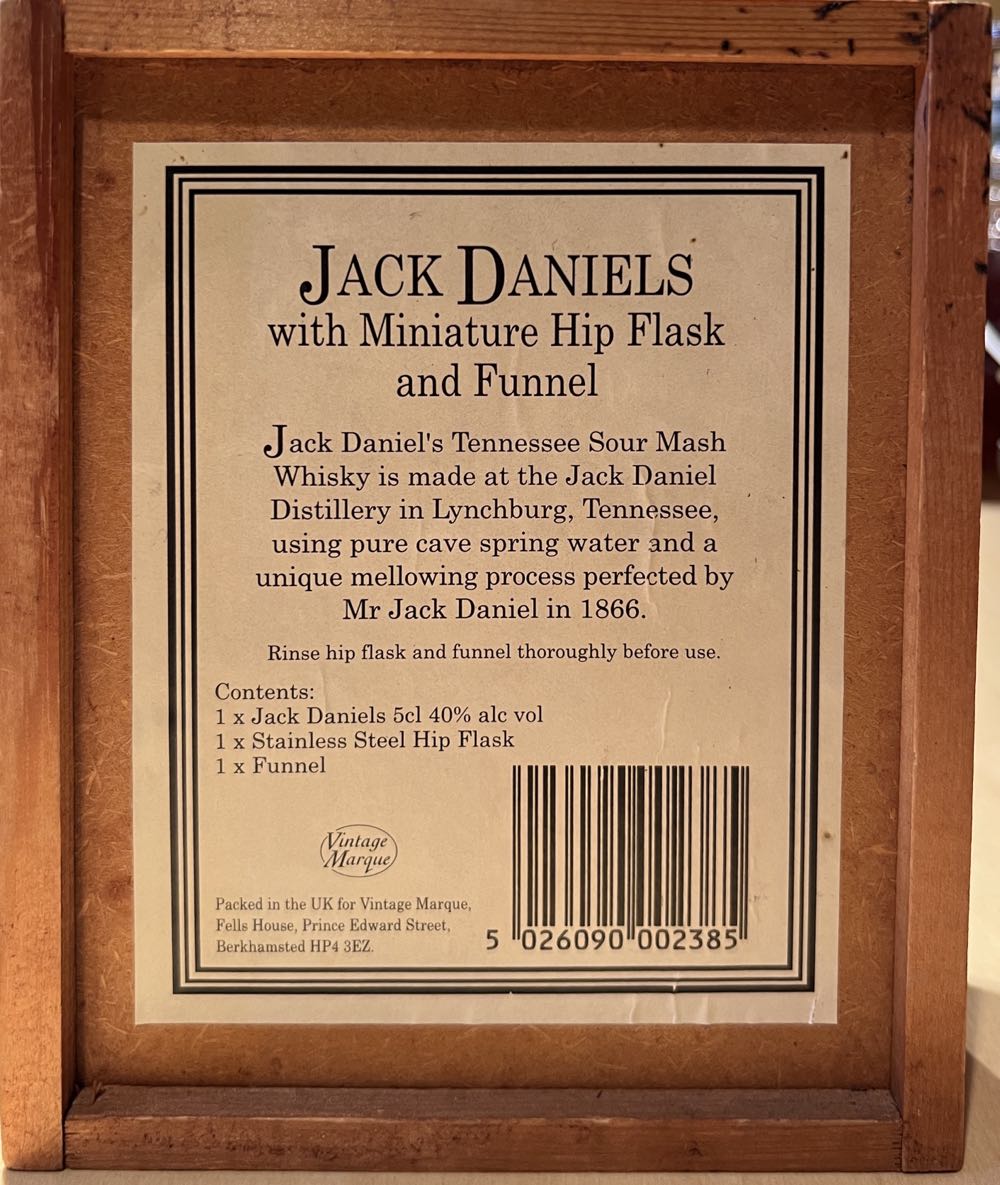 JACK DANIELS
with Miniature Hip Flask
and Funnel
Jack Daniel's Tennessee Sour Mash
Whisky is made at the Jack Daniel
Distillery in Lynchburg, Tennessee,
using pure cave spring water and a
unique mellowing process perfected by
Mr Jack Daniel in 1866.
Rinse hip flask and funnel thoroughly before use.
Contents:
1 x Jack Daniels 5cl 40% alc vol
1 x Stainless Steel Hip Flask
1 x Funnel
Vintage
Marque
Packed in the UK for Vintage Marque,
Fells House, Prince Edward Street,
Berkhamsted HP4 3EZ.
5 026090 002385